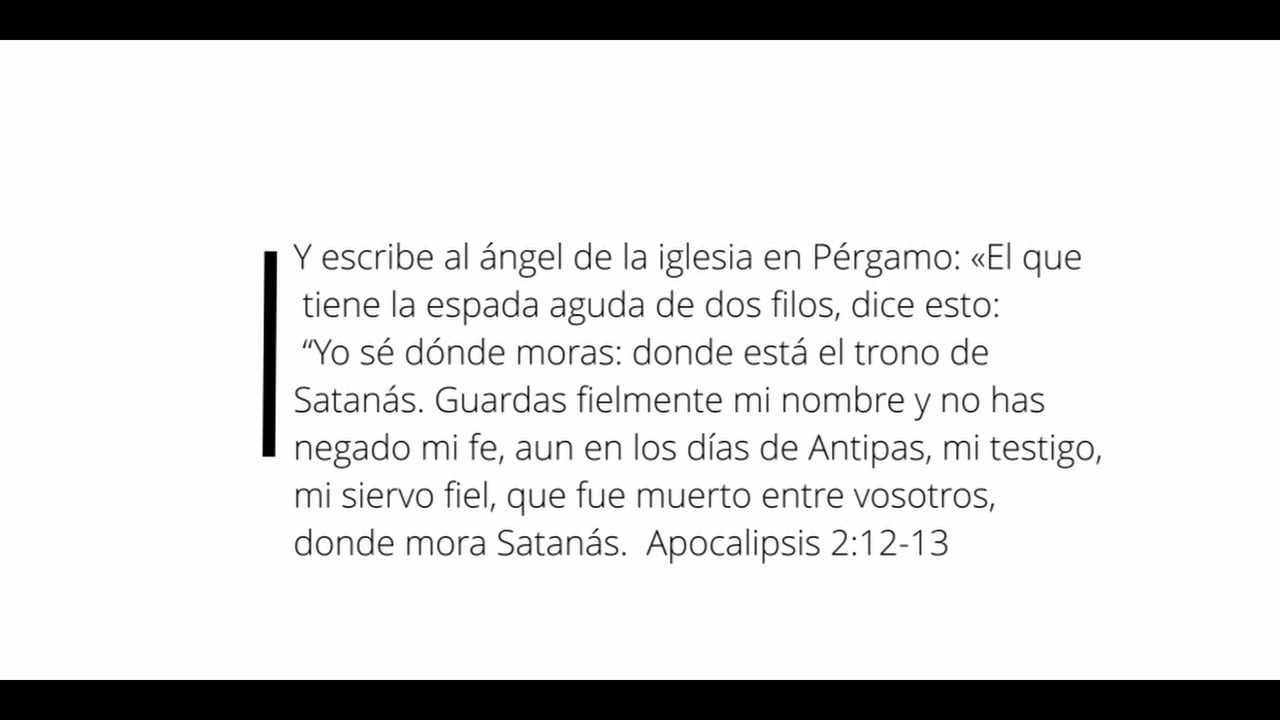 Y escribe al ángel de la iglesia en Pérgamo: «El que
tiene la espada aguda de dos filos, dice esto:
“Yo sé dónde moras: donde está el trono de
Satanás. Guardas fielmente mi nombre y no has
negado mi fe, aun en los días de Antipas, mi testigo,
mi siervo fiel, que fue muerto entre vosotros,
donde mora Satanás.  Apocalipsis 2:12-13